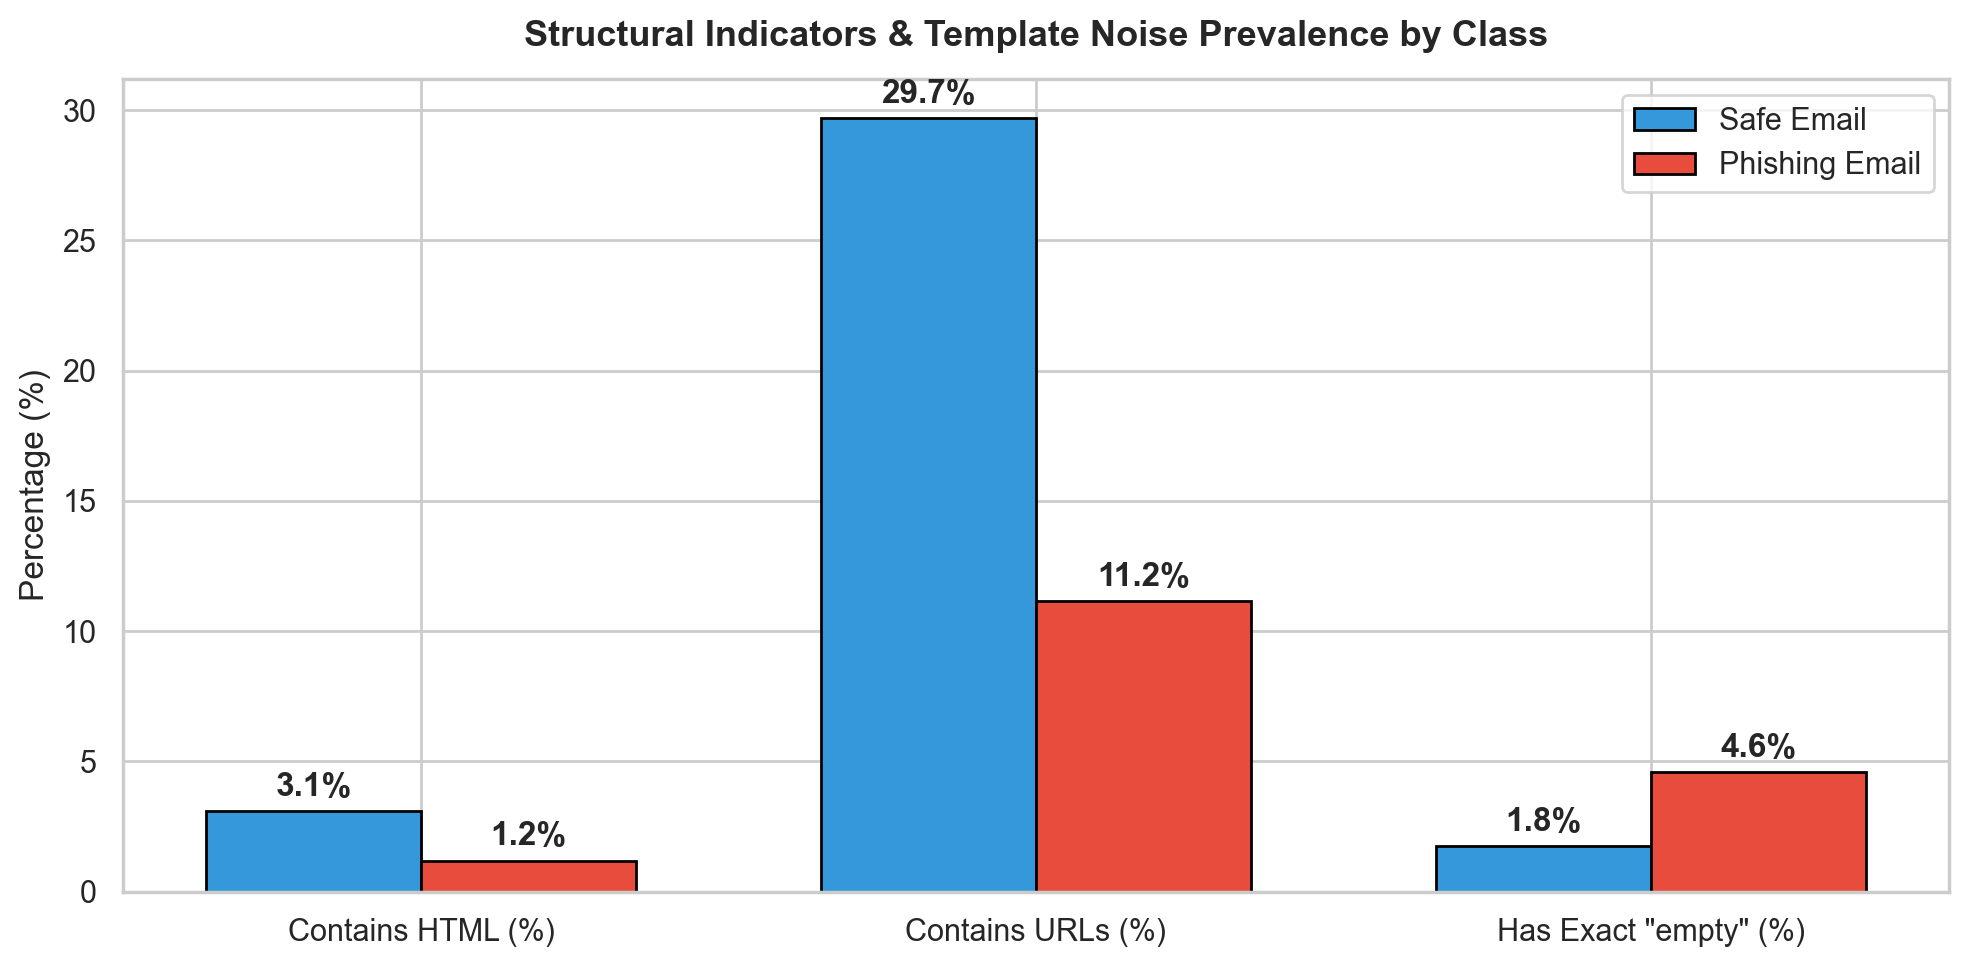 Structural Indicators & Template Noise Prevalence by Class
Percentage (%)
30
25
20
15
10
5
0
29.7%
11.2%
3.1%
1.2%
1.8%
4.6%
Safe Email
Phishing Email
Contains HTML (%)
Contains URLs (%)
Has Exact "empty" (%)